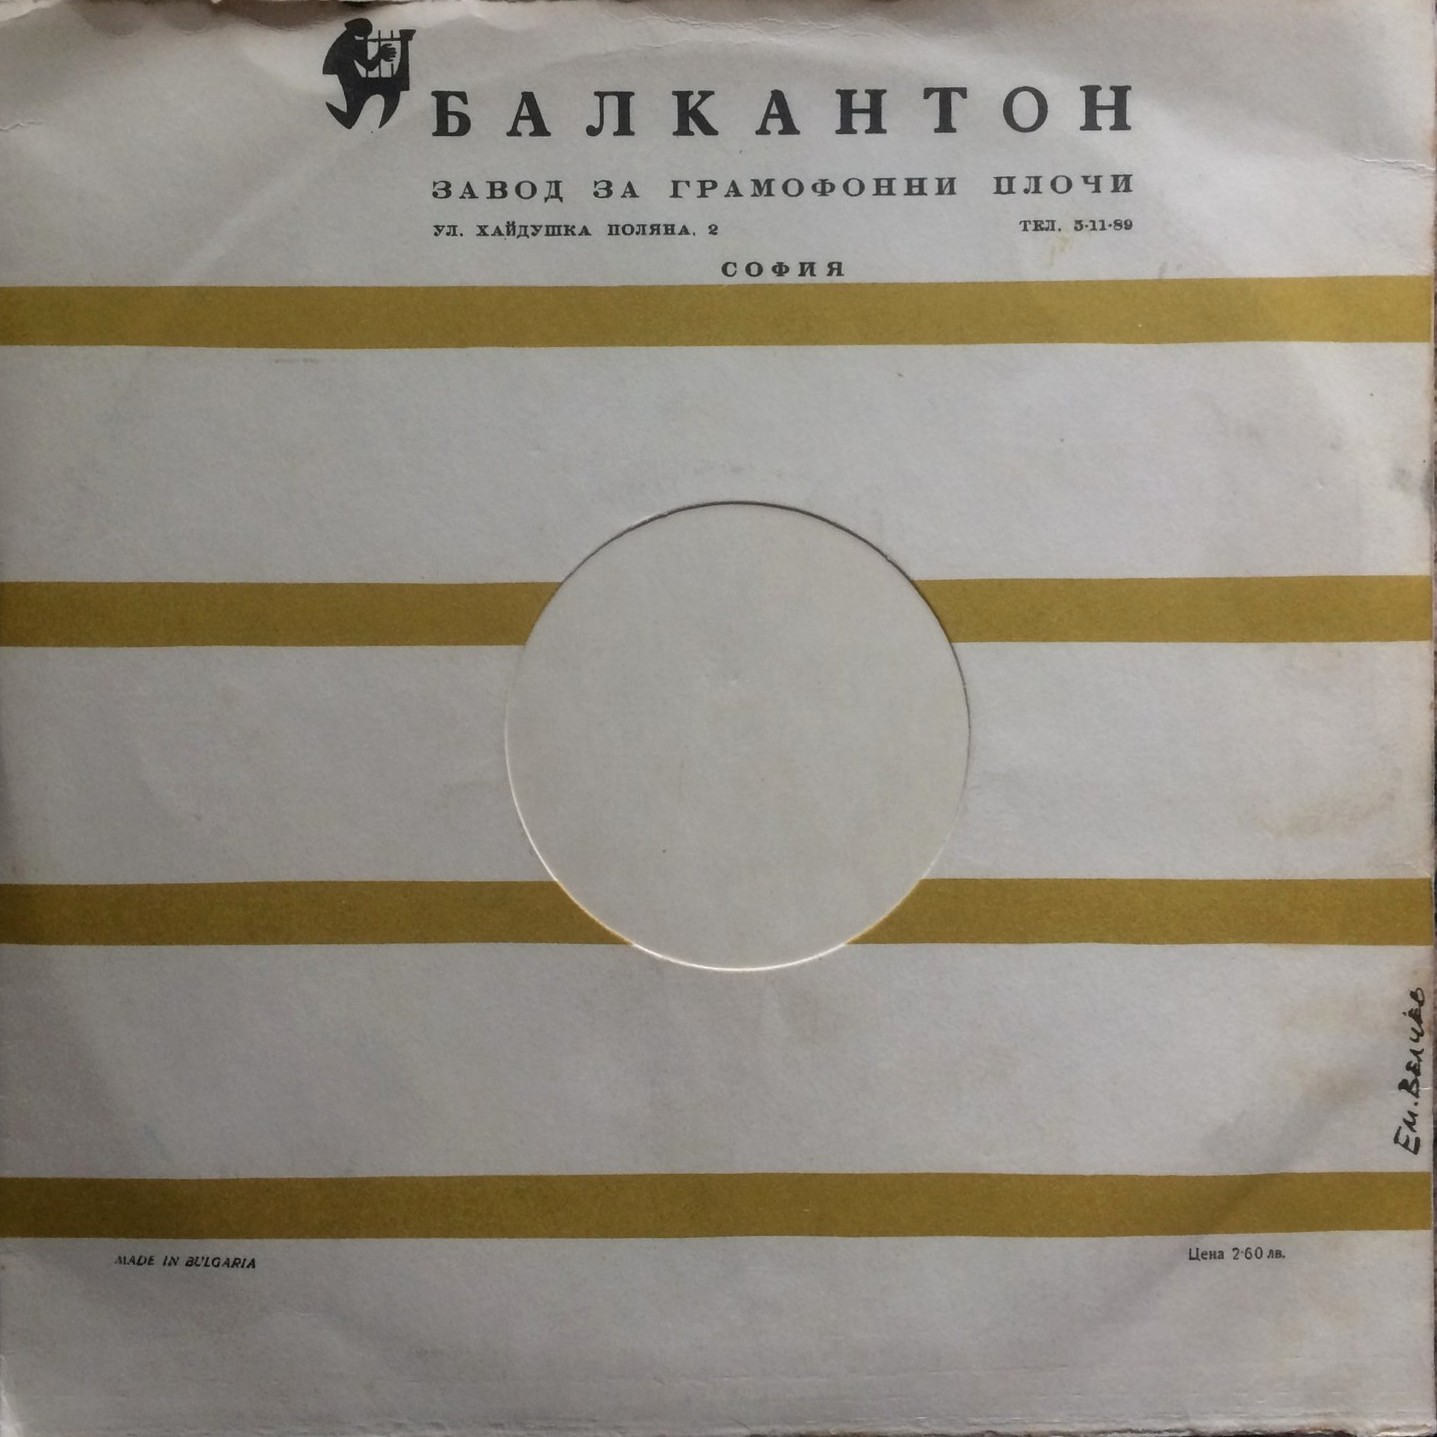 БАЛКАНТОН
ЗАВОД ЗА ГРАМОФОННИ ПЛОЧИ
УЛ. ХАЙДУШКА ПОЛЯНА, 2 ТЕЛ. 5-11-89
СОФИЯ
Ем. Величков
MADE IN BULGARIA Цена 2·60 лв.